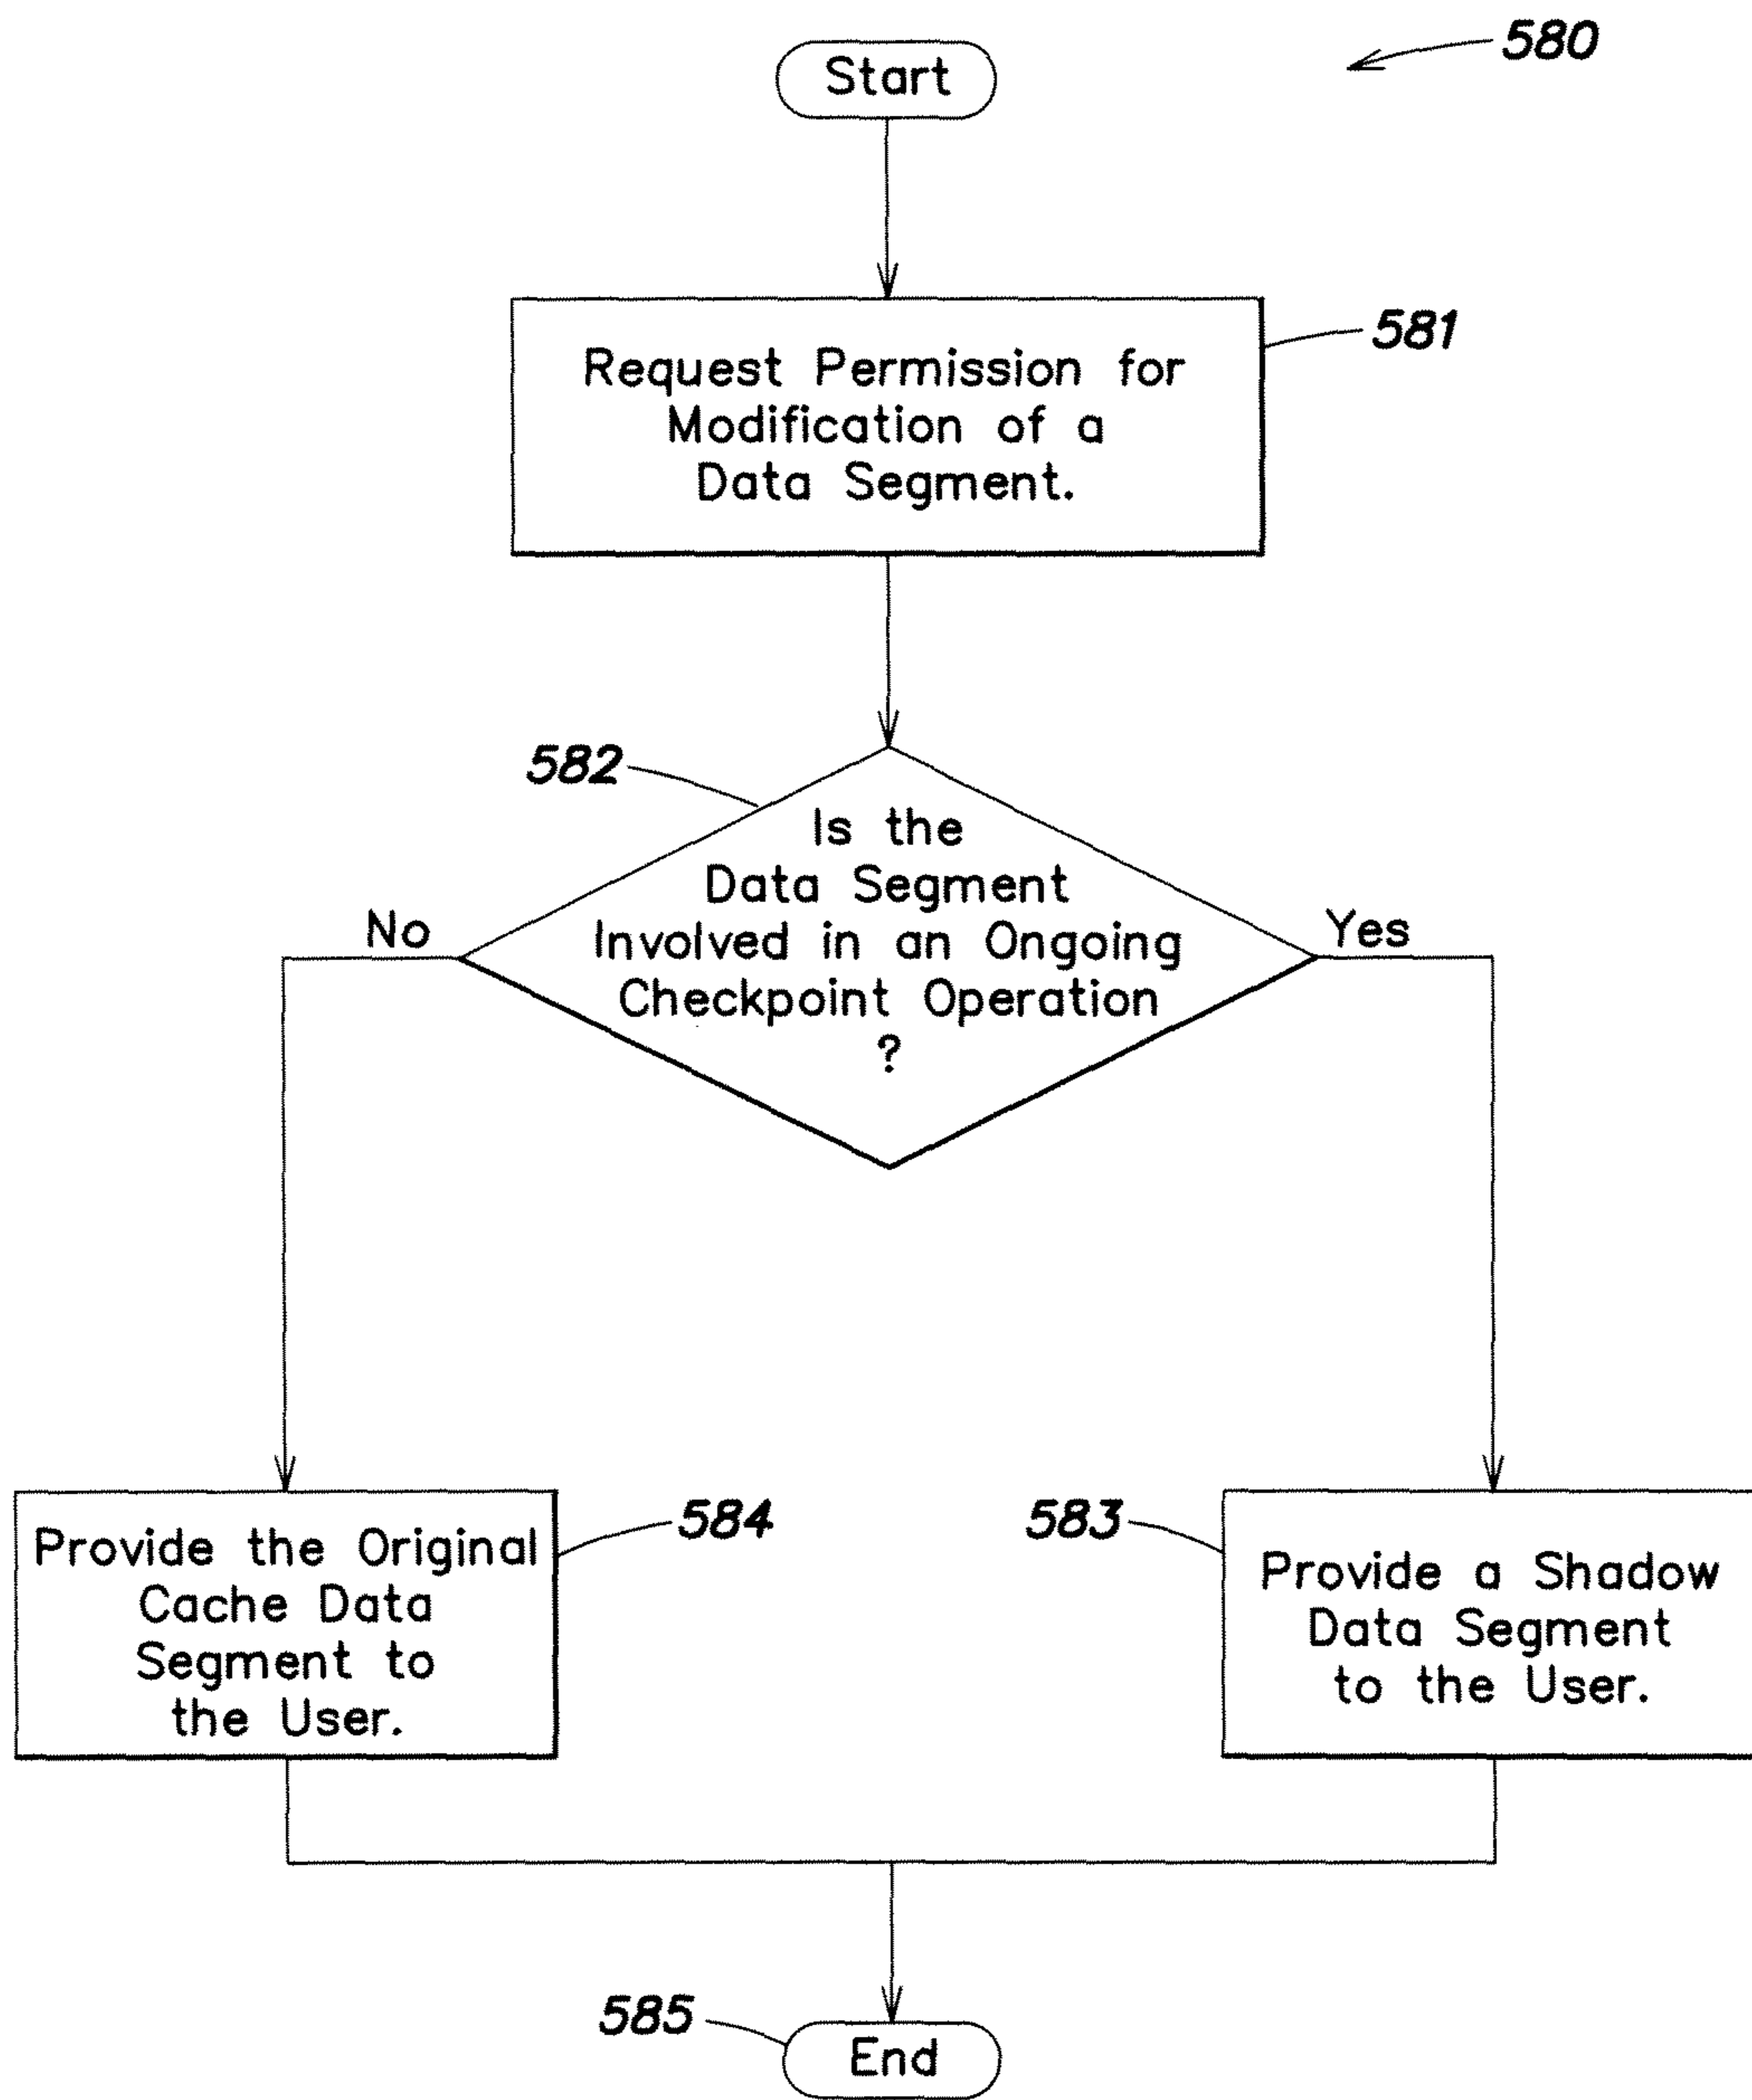 580
Start
581
Request Permission for
Modification of a
Data Segment.
582
Is the
Data Segment
Involved in an Ongoing
Checkpoint Operation
?
No
Yes
584
Provide the Original
Cache Data
Segment to
the User.
583
Provide a Shadow
Data Segment
to the User.
585
End